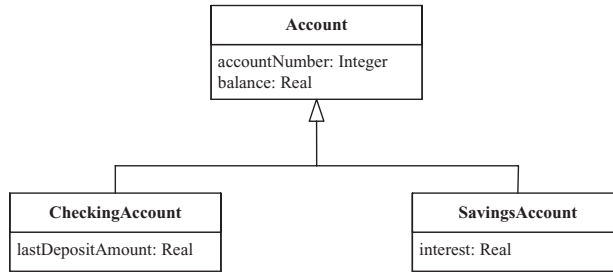 Account
accountNumber: Integer
balance: Real
CheckingAccount
lastDepositAmount: Real
SavingsAccount
interest: Real